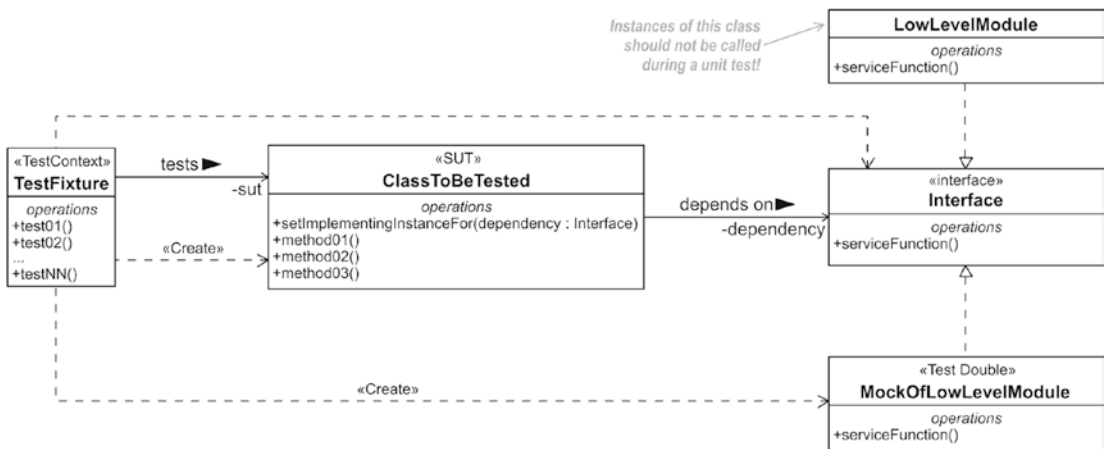 Instances of this class
should not be called
during a unit test!
LowLevelModule
operations
+serviceFunction()
«TestContext»
TestFixture
operations
+test01()
+test02()
...
+testNN()
tests
-sut
«Create»
«SUT»
ClassToBeTested
operations
+setImplementingInstanceFor(dependency : Interface)
+method01()
+method02()
+method03()
depends on
-dependency
«interface»
Interface
operations
+serviceFunction()
«Create»
«Test Double»
MockOfLowLevelModule
operations
+serviceFunction()